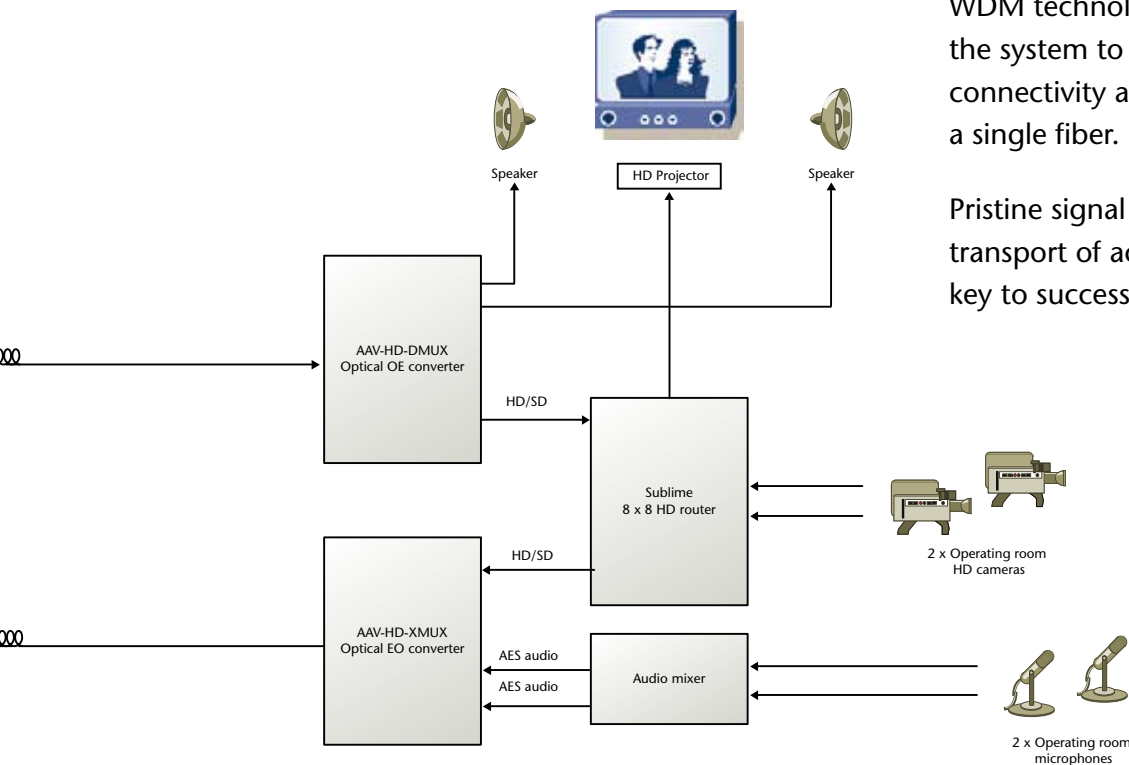 WDM technol
the system to
connectivity a
a single fiber.
Pristine signal
transport of a
key to success
Speaker
HD Projector
Speaker
AAV-HD-DMUX
Optical OE converter
HD/SD
Sublime
8 x 8 HD router
2 x Operating room
HD cameras
HD/SD
AAV-HD-XMUX
Optical EO converter
AES audio
AES audio
Audio mixer
2 x Operating room
microphones